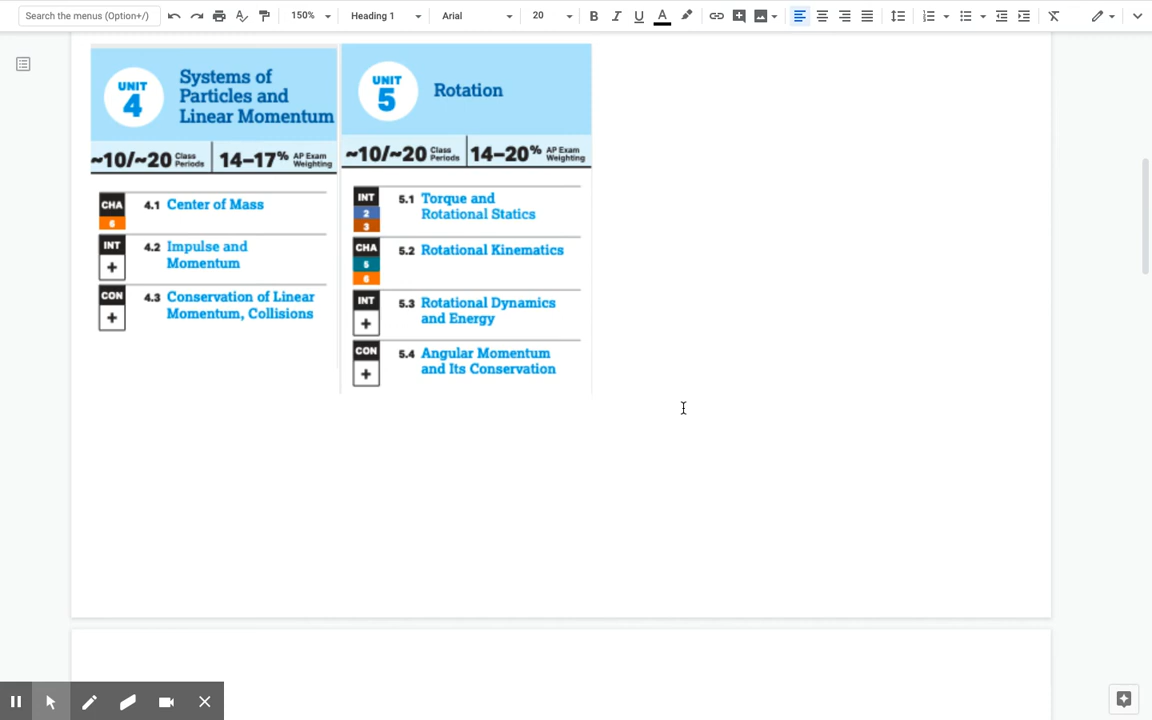 Search the menus (Option+/)
150%
Heading 1
Arial
20
B I U A
UNIT
4
Systems of
Particles and
Linear Momentum
~10/~20 Class Periods
14–17% AP Exam Weighting
CHA
6
4.1 Center of Mass
INT
+
4.2 Impulse and
Momentum
CON
+
4.3 Conservation of Linear
Momentum, Collisions
UNIT
5
Rotation
~10/~20 Class Periods
14–20% AP Exam Weighting
INT
2
3
5.1 Torque and
Rotational Statics
CHA
5
6
5.2 Rotational Kinematics
INT
+
5.3 Rotational Dynamics
and Energy
CON
+
5.4 Angular Momentum
and Its Conservation